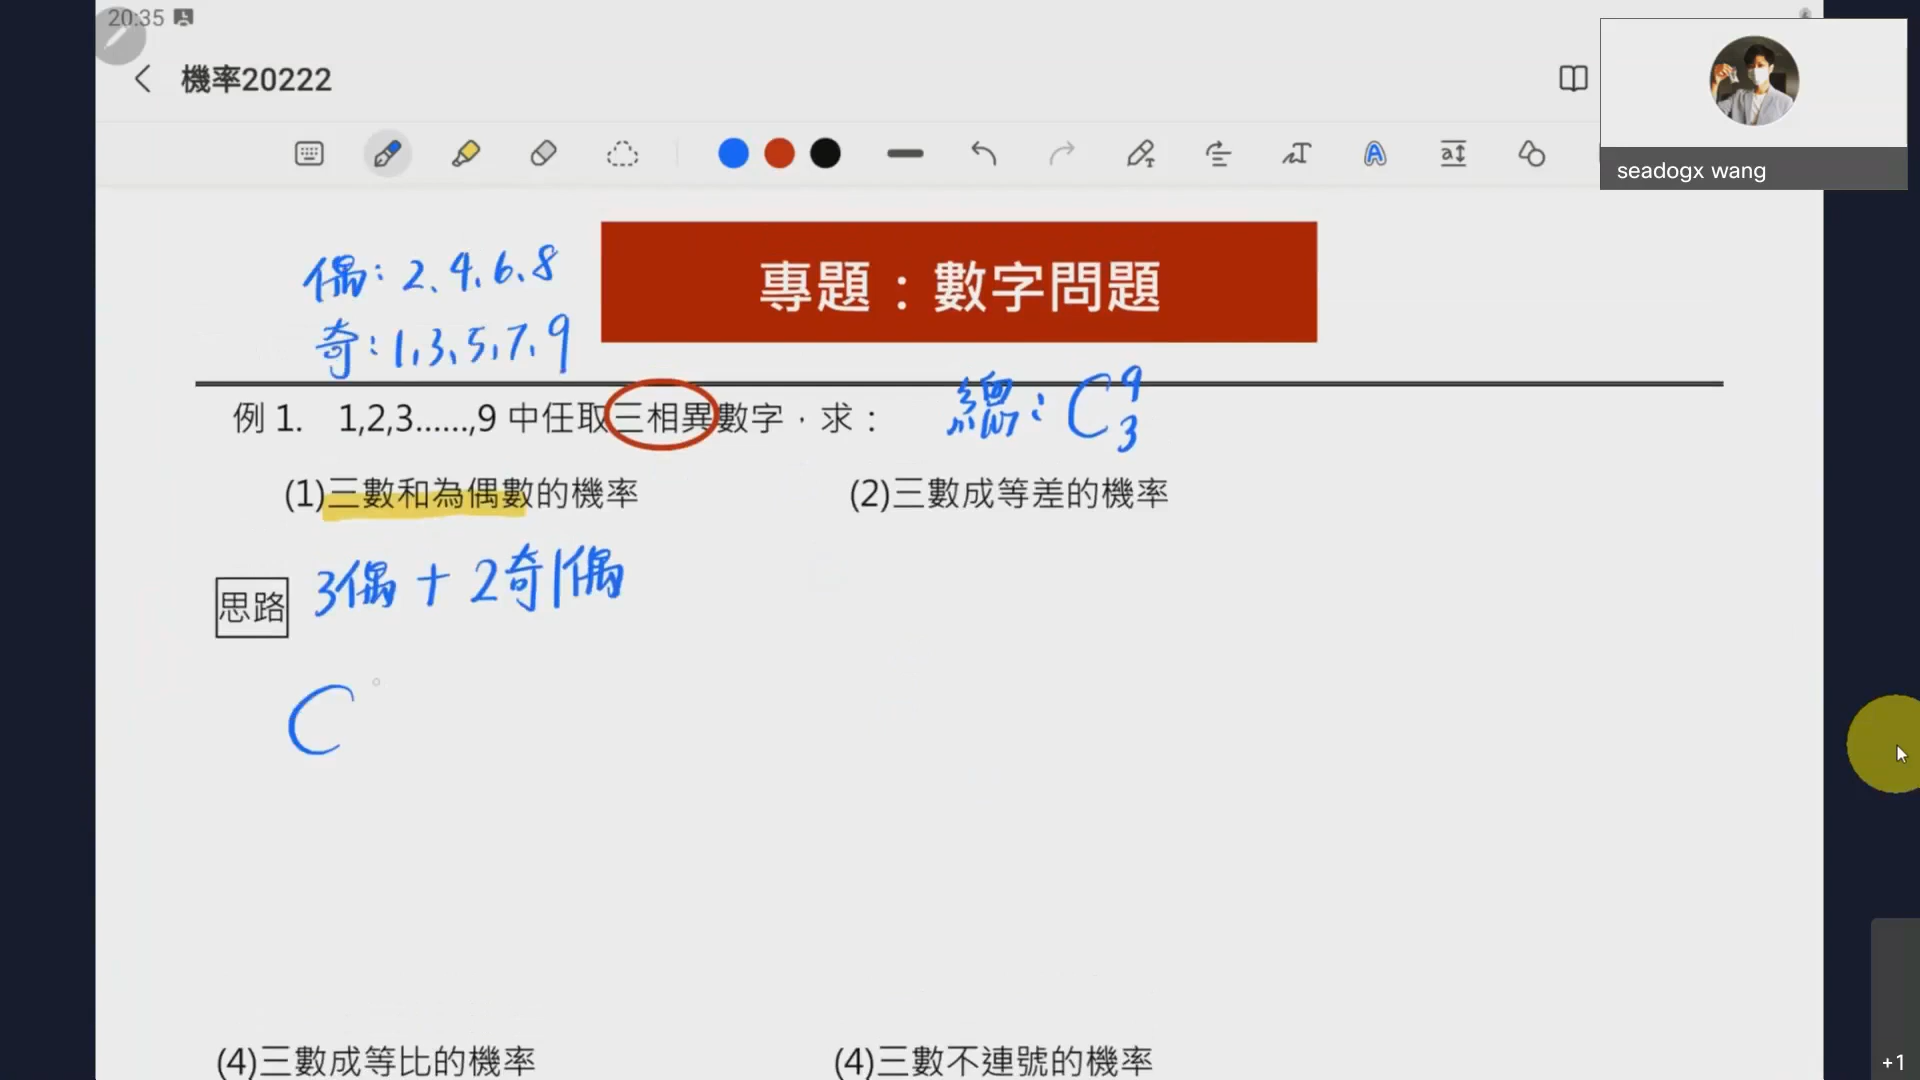 20:35
機率20222
seadogx wang
偶：2、4、6、8
奇：1、3、5、7、9
專題：數字問題
例 1. 1,2,3……,9 中任取三相異數字，求：
總：C⁹₃
(1)三數和為偶數的機率
(2)三數成等差的機率
思路
3偶 + 2奇1偶
C
(4)三數成等比的機率
(4)三數不連號的機率
+1